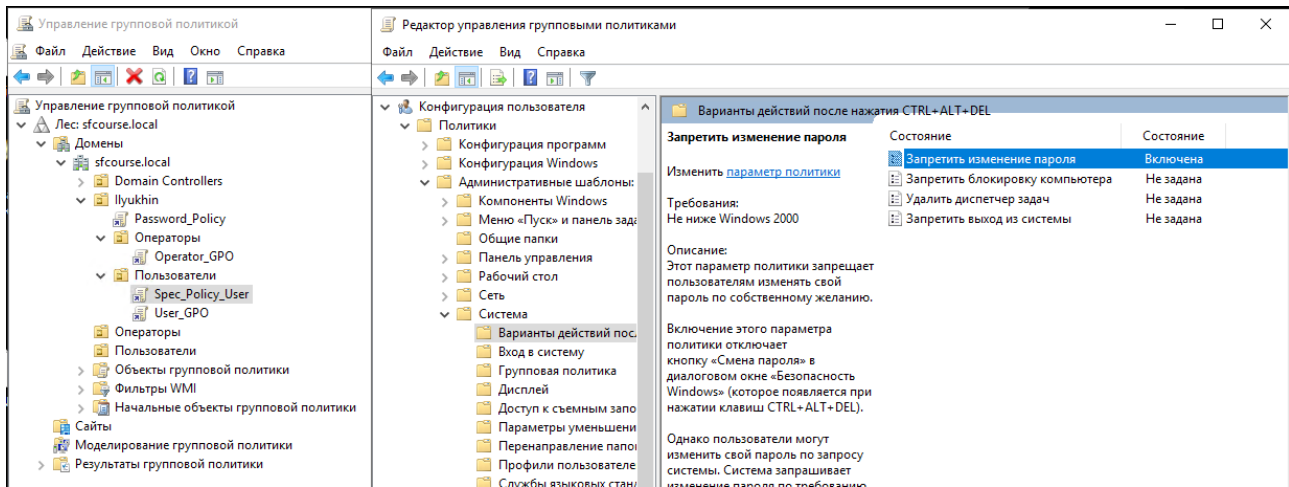 Управление групповой политикой
Файл Действие Вид Окно Справка
Управление групповой политикой
Лес: sfcourse.local
Домены
sfcourse.local
Domain Controllers
Ilyukhin
Password_Policy
Операторы
Operator_GPO
Пользователи
Spec_Policy_User
User_GPO
Операторы
Пользователи
Объекты групповой политики
Фильтры WMI
Начальные объекты групповой политики
Сайты
Моделирование групповой политики
Результаты групповой политики
Редактор управления групповыми политиками
Файл Действие Вид Справка
Конфигурация пользователя
Политики
Конфигурация программ
Конфигурация Windows
Административные шаблоны:
Компоненты Windows
Меню «Пуск» и панель зада
Общие папки
Панель управления
Рабочий стол
Сеть
Система
Варианты действий пос.
Вход в систему
Групповая политика
Дисплей
Доступ к съемным запо
Параметры уменьшени
Перенаправление папо
Профили пользователе
Службы языковых стан
Варианты действий после нажатия CTRL+ALT+DEL
Запретить изменение пароля
Изменить параметр политики
Требования:
Не ниже Windows 2000
Описание:
Этот параметр политики запрещает
пользователям изменять свой
пароль по собственному желанию.
Включение этого параметра
политики отключает
кнопку «Смена пароля» в
диалоговом окне «Безопасность
Windows» (которое появляется при
нажатии клавиш CTRL+ALT+DEL).
Однако пользователи могут
изменить свой пароль по запросу
системы. Система запрашивает
изменение пароля по требованию
Состояние Состояние
Запретить изменение пароля Включена
Запретить блокировку компьютера Не задана
Удалить диспетчер задач Не задана
Запретить выход из системы Не задана